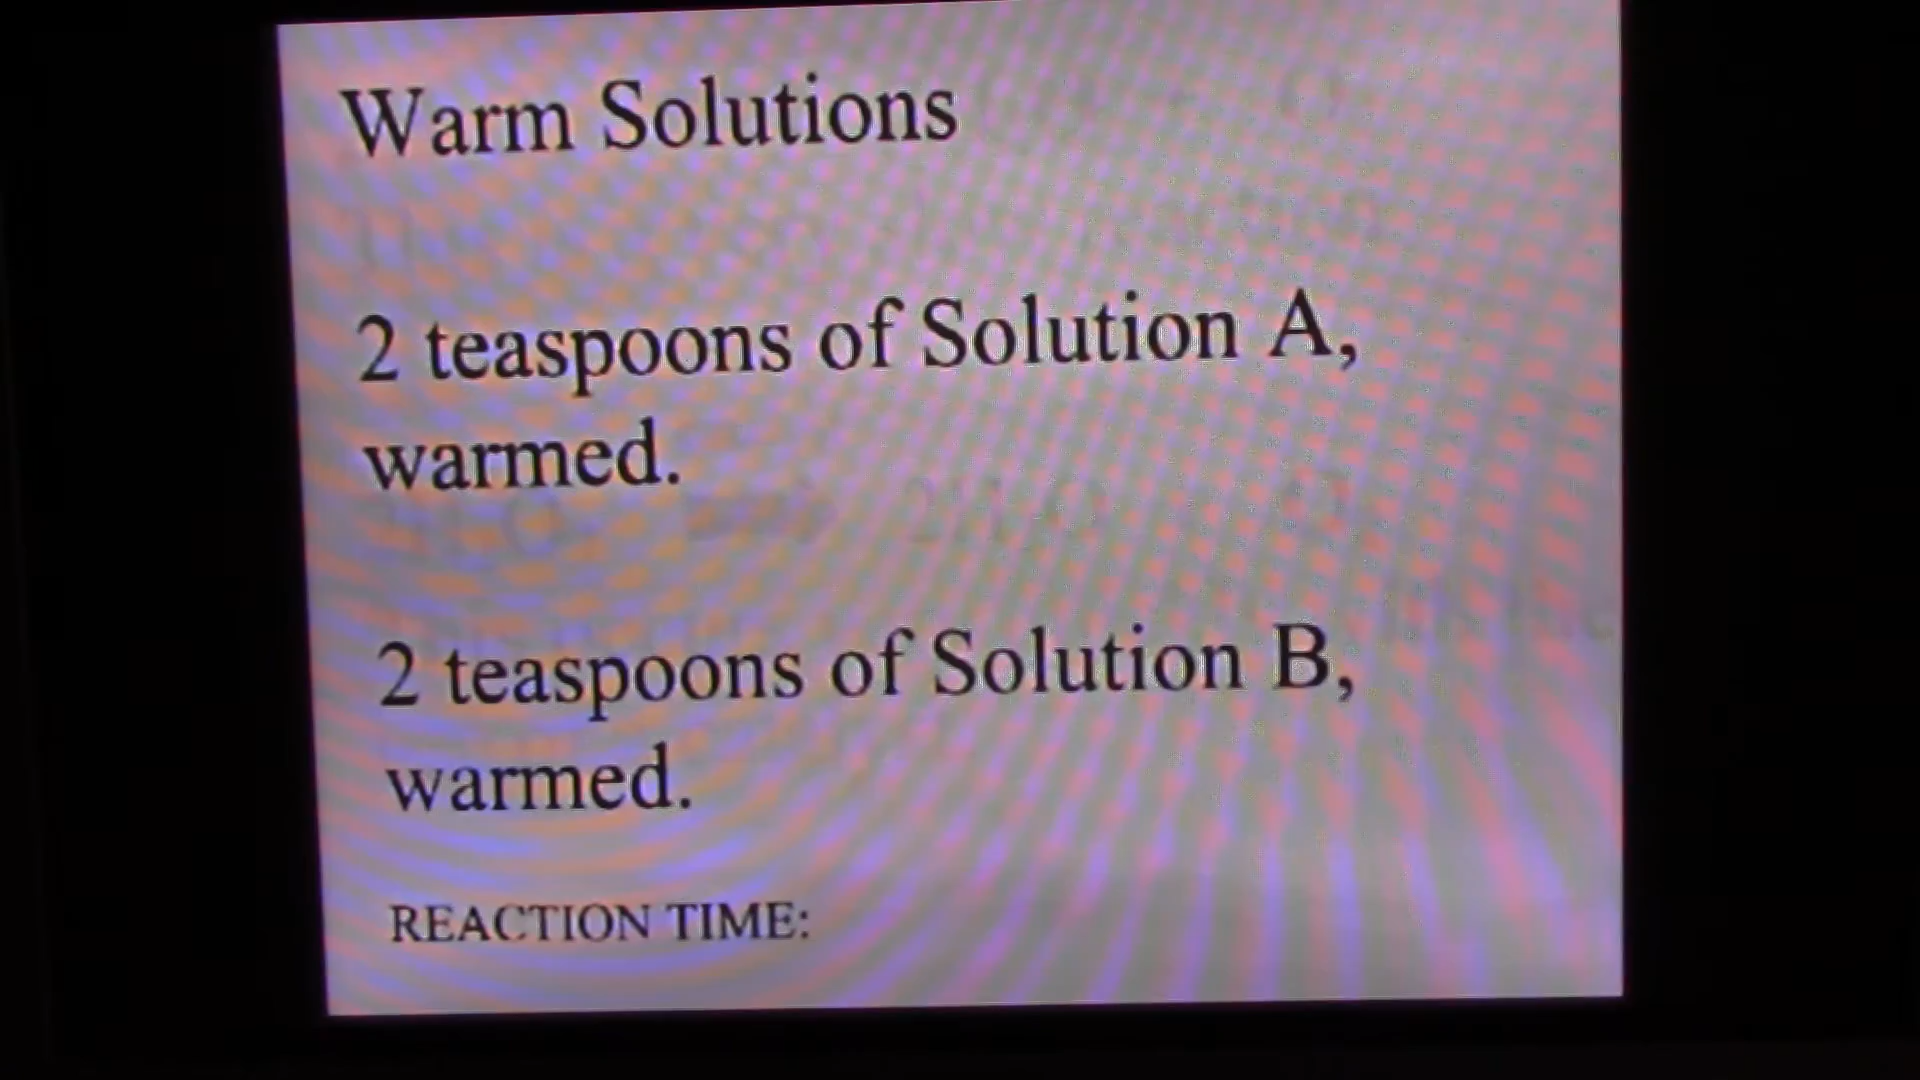 Warm Solutions
2 teaspoons of Solution A,
warmed.
2 teaspoons of Solution B,
warmed.
REACTION TIME: